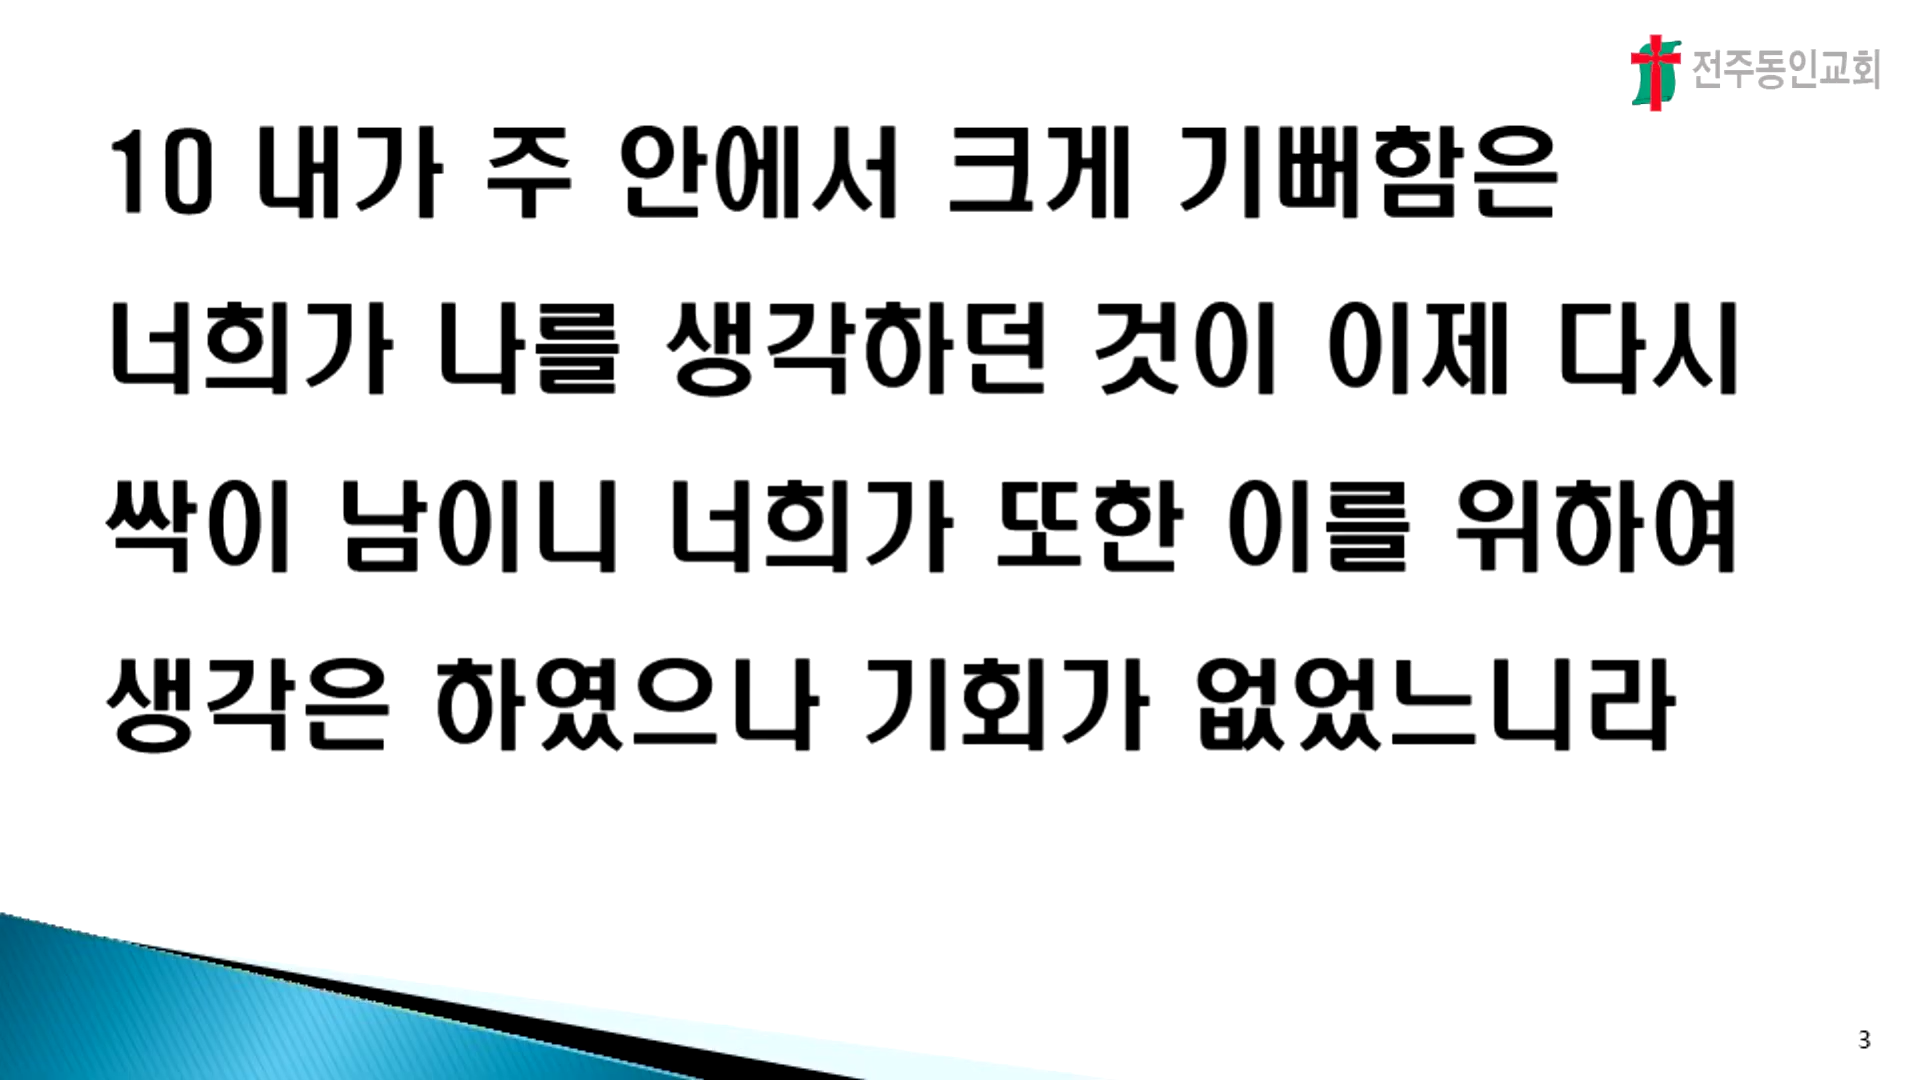 전주동인교회
10 내가 주 안에서 크게 기뻐함은
너희가 나를 생각하던 것이 이제 다시
싹이 남이니 너희가 또한 이를 위하여
생각은 하였으나 기회가 없었느니라
3